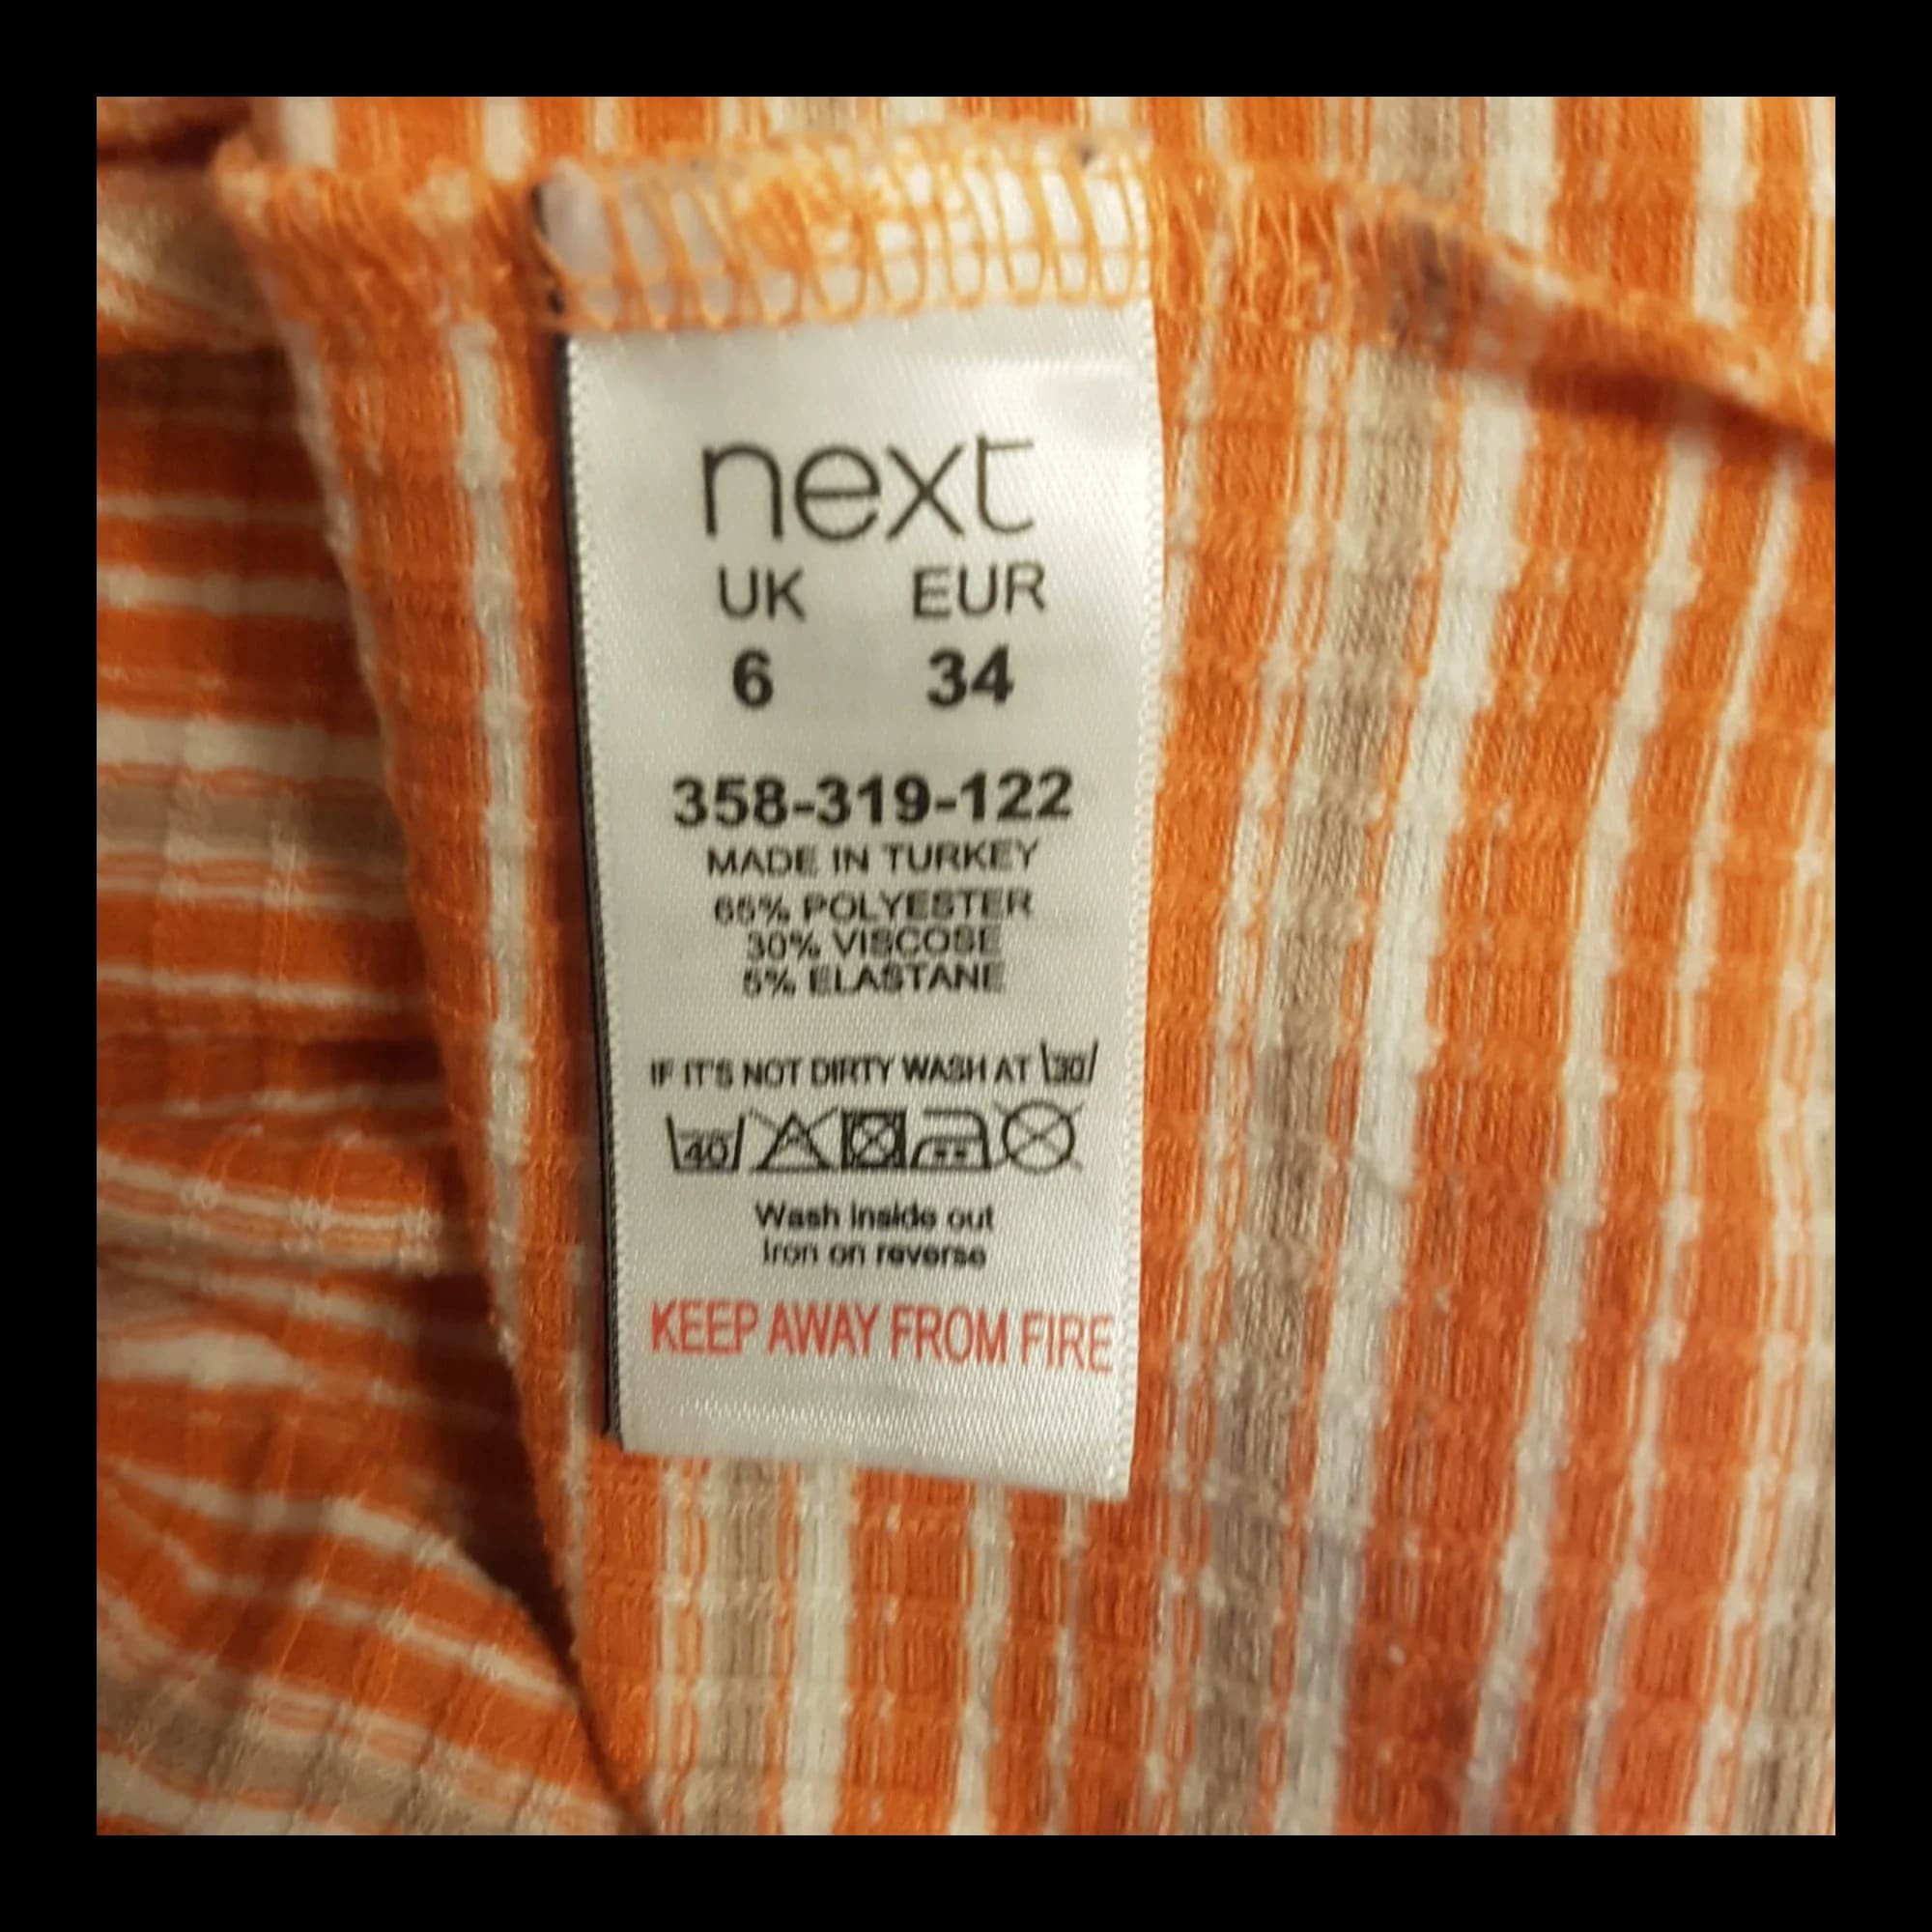 next
UK EUR
6 34
358-319-122
MADE IN TURKEY
65% POLYESTER
30% VISCOSE
5% ELASTANE
IF IT'S NOT DIRTY WASH AT 30
40
Wash inside out
Iron on reverse
KEEP AWAY FROM FIRE